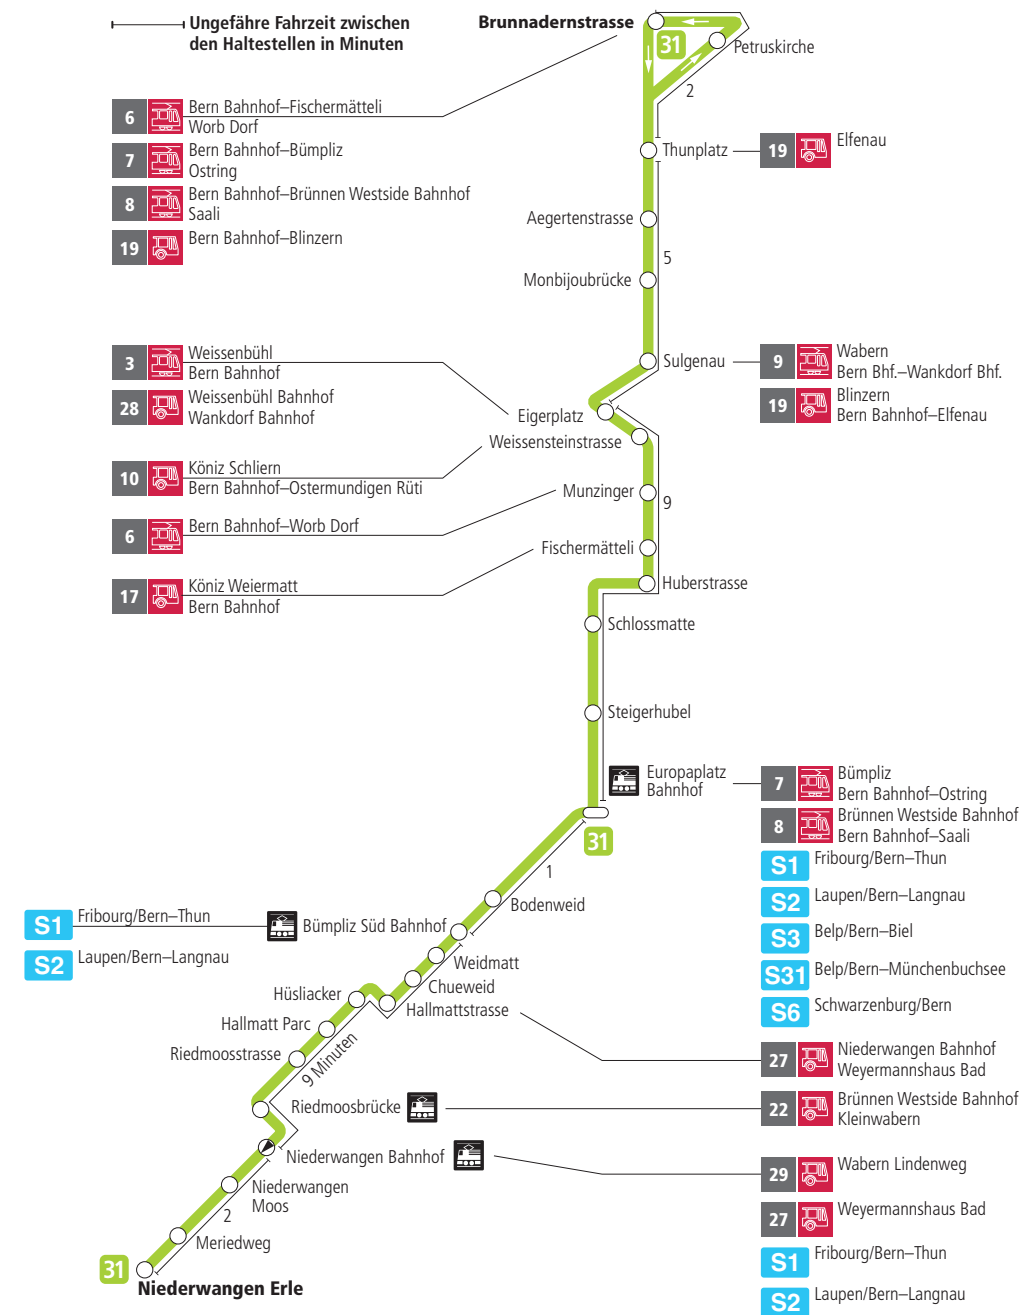 Ungefähre Fahrzeit zwischen
den Haltestellen in Minuten
Brunnadernstrasse
31
Petruskirche
2
6
Bern Bahnhof–Fischermätteli
Worb Dorf
7
Bern Bahnhof–Bümpliz
Ostring
8
Bern Bahnhof–Brünnen Westside Bahnhof
Saali
19
Bern Bahnhof–Blinzern
Thunplatz
19
Elfenau
Aegertenstrasse
5
Monbijoubrücke
Sulgenau
9
Wabern
Bern Bhf.–Wankdorf Bhf.
19
Blinzern
Bern Bahnhof–Elfenau
3
Weissenbühl
Bern Bahnhof
28
Weissenbühl Bahnhof
Wankdorf Bahnhof
Eigerplatz
Weissensteinstrasse
10
Köniz Schliern
Bern Bahnhof–Ostermundigen Rüti
Munzinger
9
6
Bern Bahnhof–Worb Dorf
Fischermätteli
17
Köniz Weiermatt
Bern Bahnhof
Huberstrasse
Schlossmatte
Steigerhubel
Europaplatz
Bahnhof
7
Bümpliz
Bern Bahnhof–Ostring
8
Brünnen Westside Bahnhof
Bern Bahnhof–Saali
S1
Fribourg/Bern–Thun
S2
Laupen/Bern–Langnau
S3
Belp/Bern–Biel
S31
Belp/Bern–Münchenbuchsee
S6
Schwarzenburg/Bern
31
1
Bodenweid
S1
Fribourg/Bern–Thun
S2
Laupen/Bern–Langnau
Bümpliz Süd Bahnhof
Weidmatt
Chueweid
Hallmattstrasse
27
Niederwangen Bahnhof
Weyermannshaus Bad
Hüsliacker
Hallmatt Parc
Riedmoosstrasse
9 Minuten
Riedmoosbrücke
22
Brünnen Westside Bahnhof
Kleinwabern
Niederwangen Bahnhof
29
Wabern Lindenweg
27
Weyermannshaus Bad
S1
Fribourg/Bern–Thun
S2
Laupen/Bern–Langnau
Niederwangen
Moos
2
Meriedweg
31
Niederwangen Erle